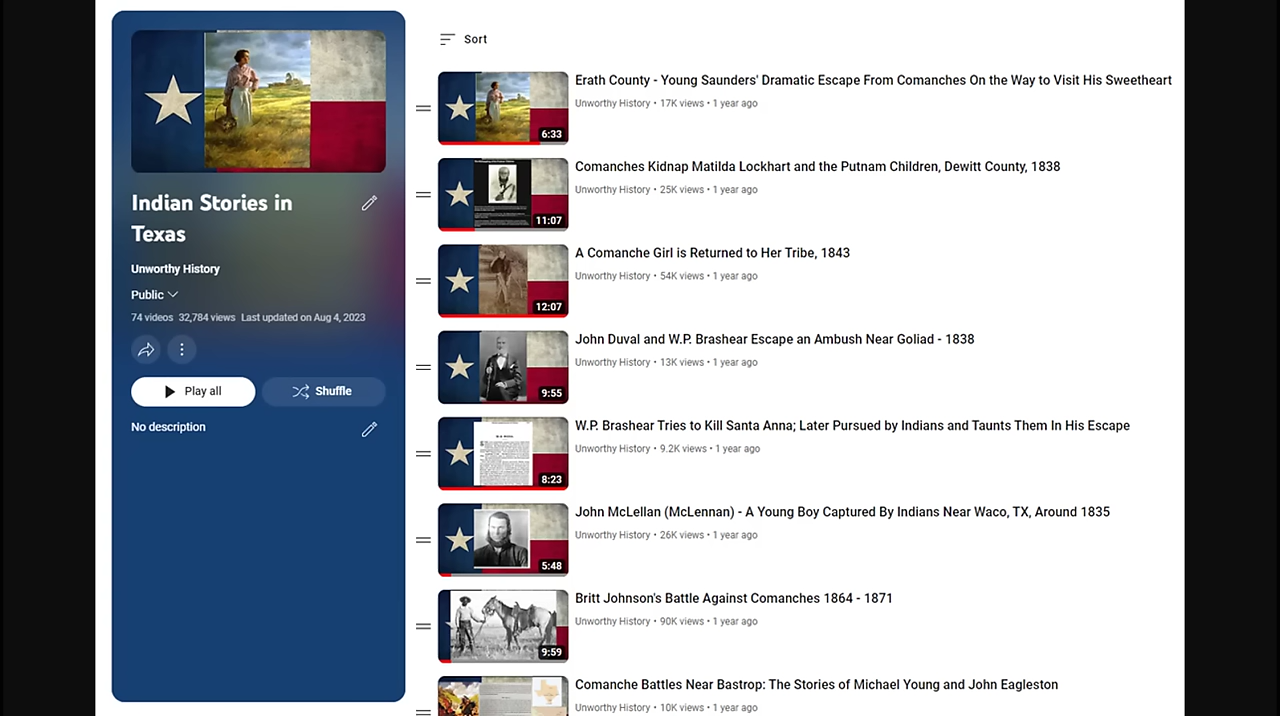 Indian Stories in
Texas
Unworthy History
Public
74 videos 32,784 views Last updated on Aug 4, 2023
Play all
Shuffle
No description
Sort
Erath County - Young Saunders' Dramatic Escape From Comanches On the Way to Visit His Sweetheart
Unworthy History • 17K views • 1 year ago
6:33
Comanches Kidnap Matilda Lockhart and the Putnam Children, Dewitt County, 1838
Unworthy History • 25K views • 1 year ago
11:07
A Comanche Girl is Returned to Her Tribe, 1843
Unworthy History • 54K views • 1 year ago
12:07
John Duval and W.P. Brashear Escape an Ambush Near Goliad - 1838
Unworthy History • 13K views • 1 year ago
9:55
W.P. Brashear Tries to Kill Santa Anna; Later Pursued by Indians and Taunts Them In His Escape
Unworthy History • 9.2K views • 1 year ago
8:23
John McLellan (McLennan) - A Young Boy Captured By Indians Near Waco, TX, Around 1835
Unworthy History • 26K views • 1 year ago
5:48
Britt Johnson's Battle Against Comanches 1864 - 1871
Unworthy History • 90K views • 1 year ago
9:59
Comanche Battles Near Bastrop: The Stories of Michael Young and John Eagleston
Unworthy History • 10K views • 1 year ago